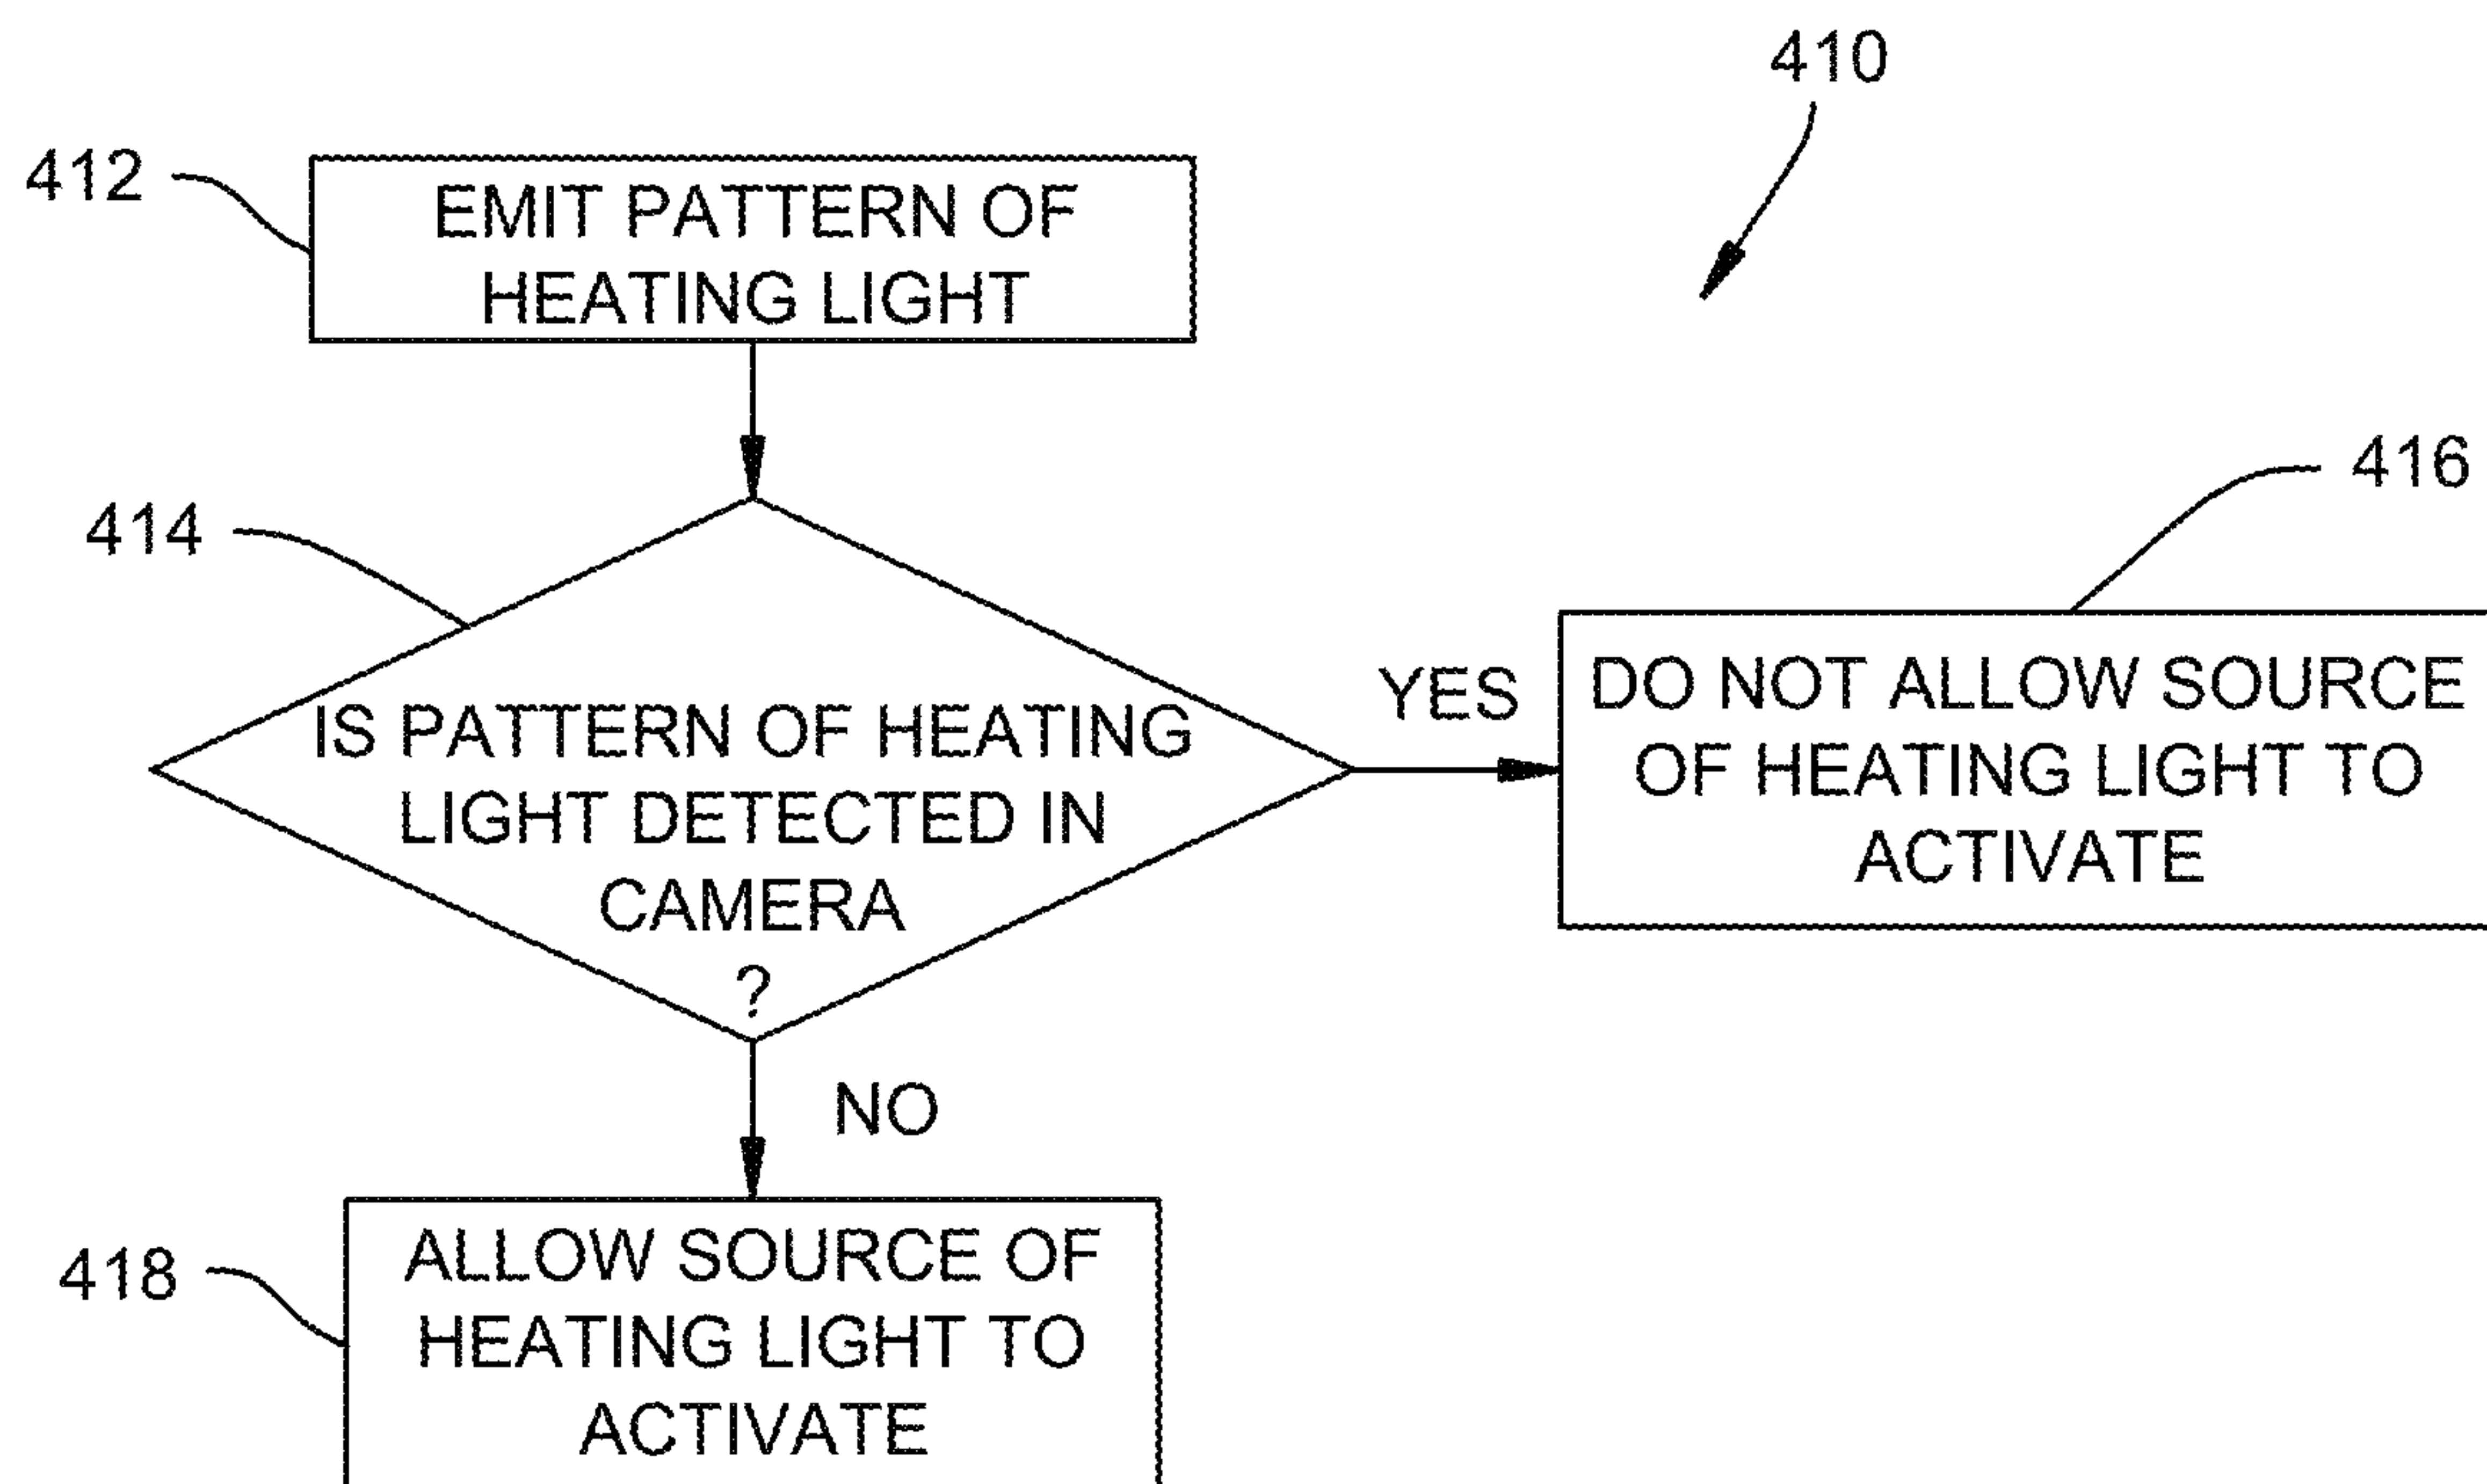 410
412
EMIT PATTERN OF
HEATING LIGHT
414
IS PATTERN OF HEATING
LIGHT DETECTED IN
CAMERA
?
YES
416
DO NOT ALLOW SOURCE
OF HEATING LIGHT TO
ACTIVATE
NO
418
ALLOW SOURCE OF
HEATING LIGHT TO
ACTIVATE